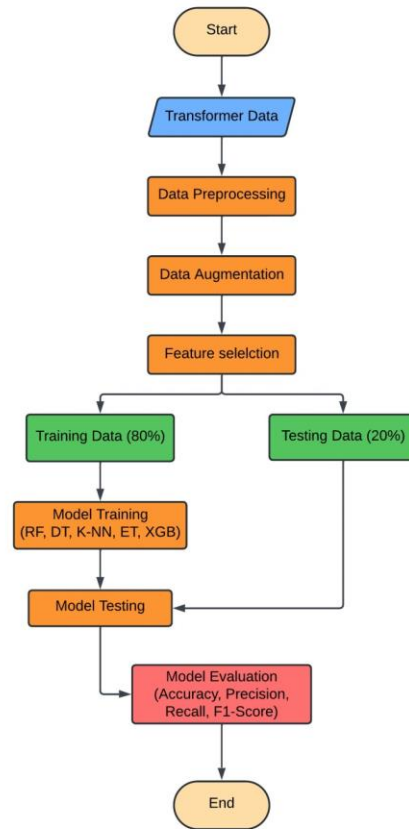 Start
Transformer Data
Data Preprocessing
Data Augmentation
Feature selelction
Training Data (80%)
Testing Data (20%)
Model Training
(RF, DT, K-NN, ET, XGB)
Model Testing
Model Evaluation
(Accuracy, Precision,
Recall, F1-Score)
End